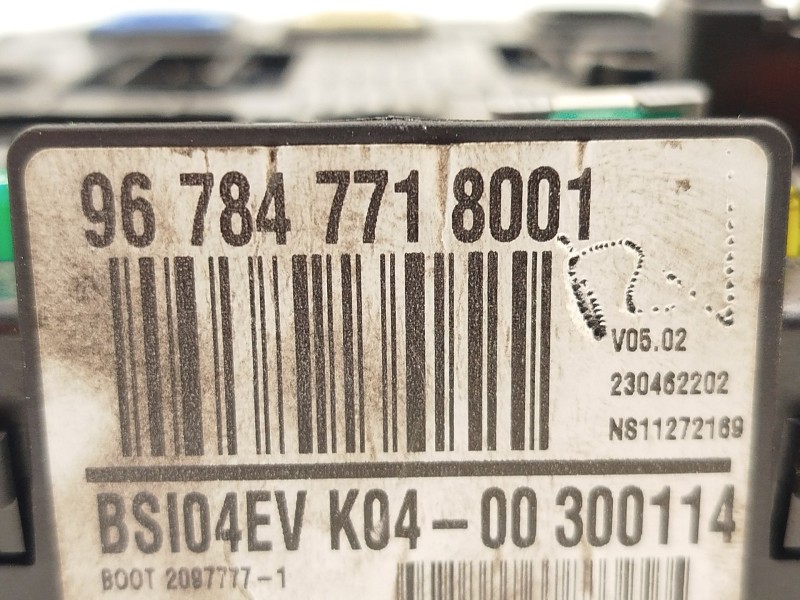 96 784 771 8001
V05.02
230462202
NS11272169
BSI04EV K04-00 300114
BOOT 2087777-1